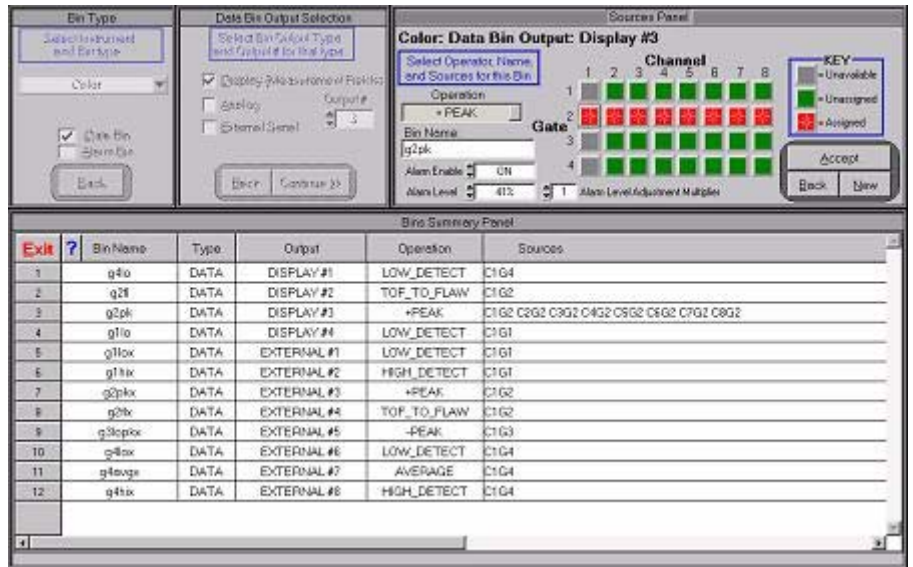 Bin Type
Select Instrument
and Bin type
Color
Data Bin
Alarm Bin
Back
Data Bin Output Selection
Select Bin Output Type
and Output # for that type
Display (Measurement Fields)
Analog
Output #
External Serial
3
Back
Continue >>
Sources Panel
Color: Data Bin Output: Display #3
Select Operator, Name,
and Sources for this Bin
Operation
+ PEAK
Bin Name
g2pk
Alarm Enable
ON
Alarm Level
41%
1
Alarm Level Adjustment Multiplier
Channel
1 2 3 4 5 6 7 8
Gate
1
2
3
4
KEY
= Unavailable
= Unassigned
= Assigned
Accept
Back
New
Bins Summary Panel
Exit ? Bin Name Type Output Operation Sources
1 g4lo DATA DISPLAY #1 LOW_DETECT C1G4
2 g2tl DATA DISPLAY #2 TOF_TO_FLAW C1G2
3 g2pk DATA DISPLAY #3 +PEAK C1G2 C2G2 C3G2 C4G2 C5G2 C6G2 C7G2 C8G2
4 g1lo DATA DISPLAY #4 LOW_DETECT C1G1
5 g1lox DATA EXTERNAL #1 LOW_DETECT C1G1
6 g1hix DATA EXTERNAL #2 HIGH_DETECT C1G1
7 g2pkx DATA EXTERNAL #3 +PEAK C1G2
8 DATA EXTERNAL #4 TOF_TO_FLAW C1G2
9 g3lopkx DATA EXTERNAL #5 -PEAK C1G3
10 g4lox DATA EXTERNAL #6 LOW_DETECT C1G4
11 g4avgx DATA EXTERNAL #7 AVERAGE C1G4
12 g4hix DATA EXTERNAL #8 HIGH_DETECT C1G4